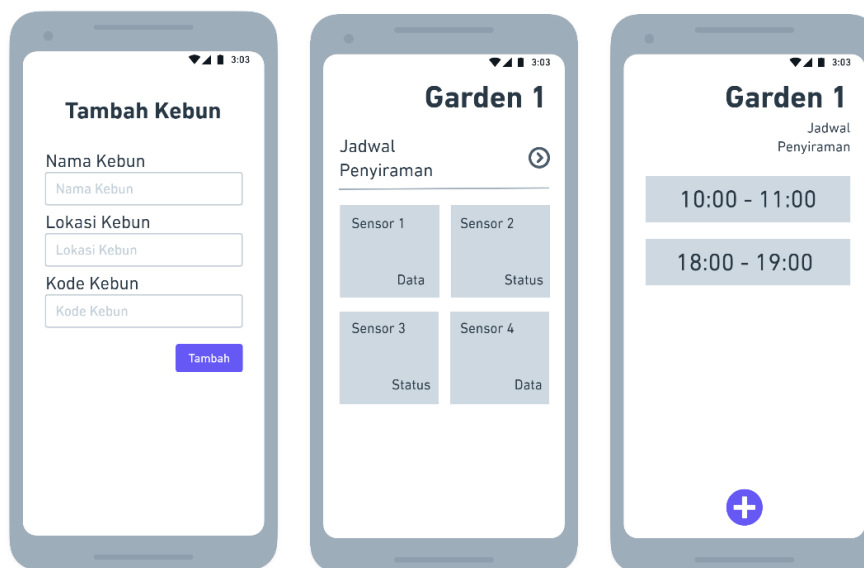 3:03
Tambah Kebun
Nama Kebun
Nama Kebun
Lokasi Kebun
Lokasi Kebun
Kode Kebun
Kode Kebun
Tambah
3:03
Garden 1
Jadwal
Penyiraman
Sensor 1
Data
Sensor 2
Status
Sensor 3
Status
Sensor 4
Data
3:03
Garden 1
Jadwal
Penyiraman
10:00 - 11:00
18:00 - 19:00